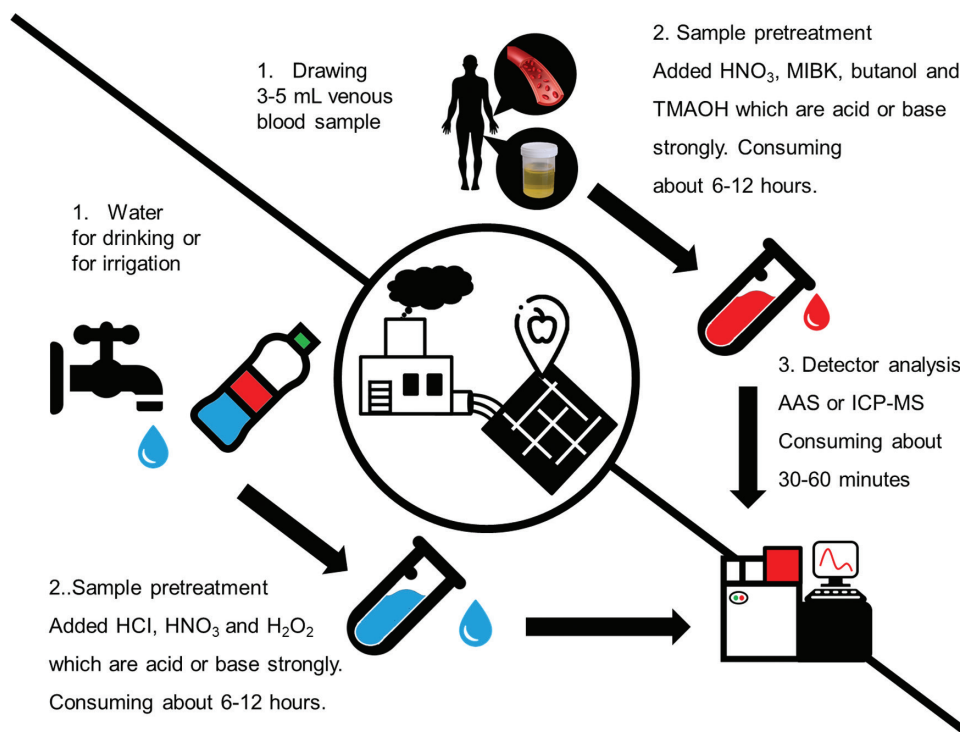 1. Drawing
3-5 mL venous
blood sample
2. Sample pretreatment
Added HNO₃, MIBK, butanol and
TMAOH which are acid or base
strongly. Consuming
about 6-12 hours.
1. Water
for drinking or
for irrigation
3. Detector analysis
AAS or ICP-MS
Consuming about
30-60 minutes
2..Sample pretreatment
Added HCl, HNO₃ and H₂O₂
which are acid or base strongly.
Consuming about 6-12 hours.